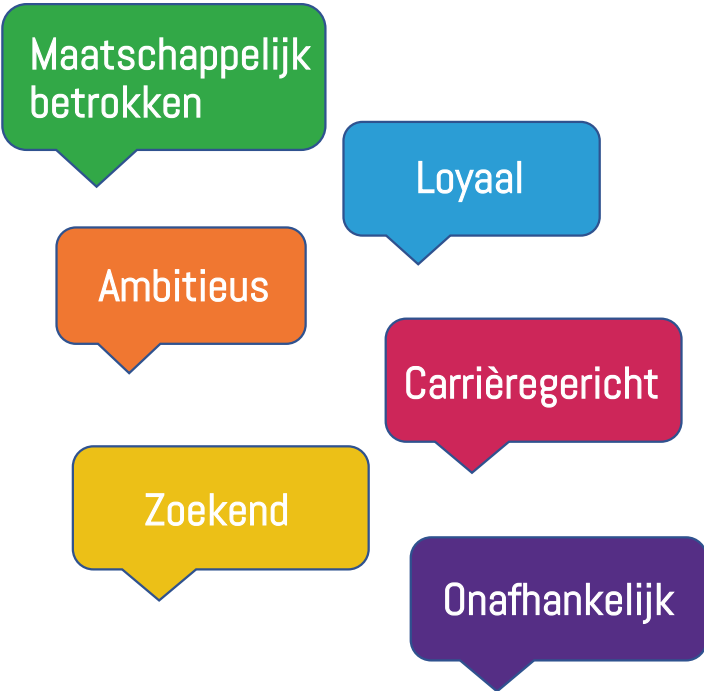 Maatschappelijk
betrokken
Loyaal
Ambitieus
Carrièregericht
Zoekend
Onafhankelijk